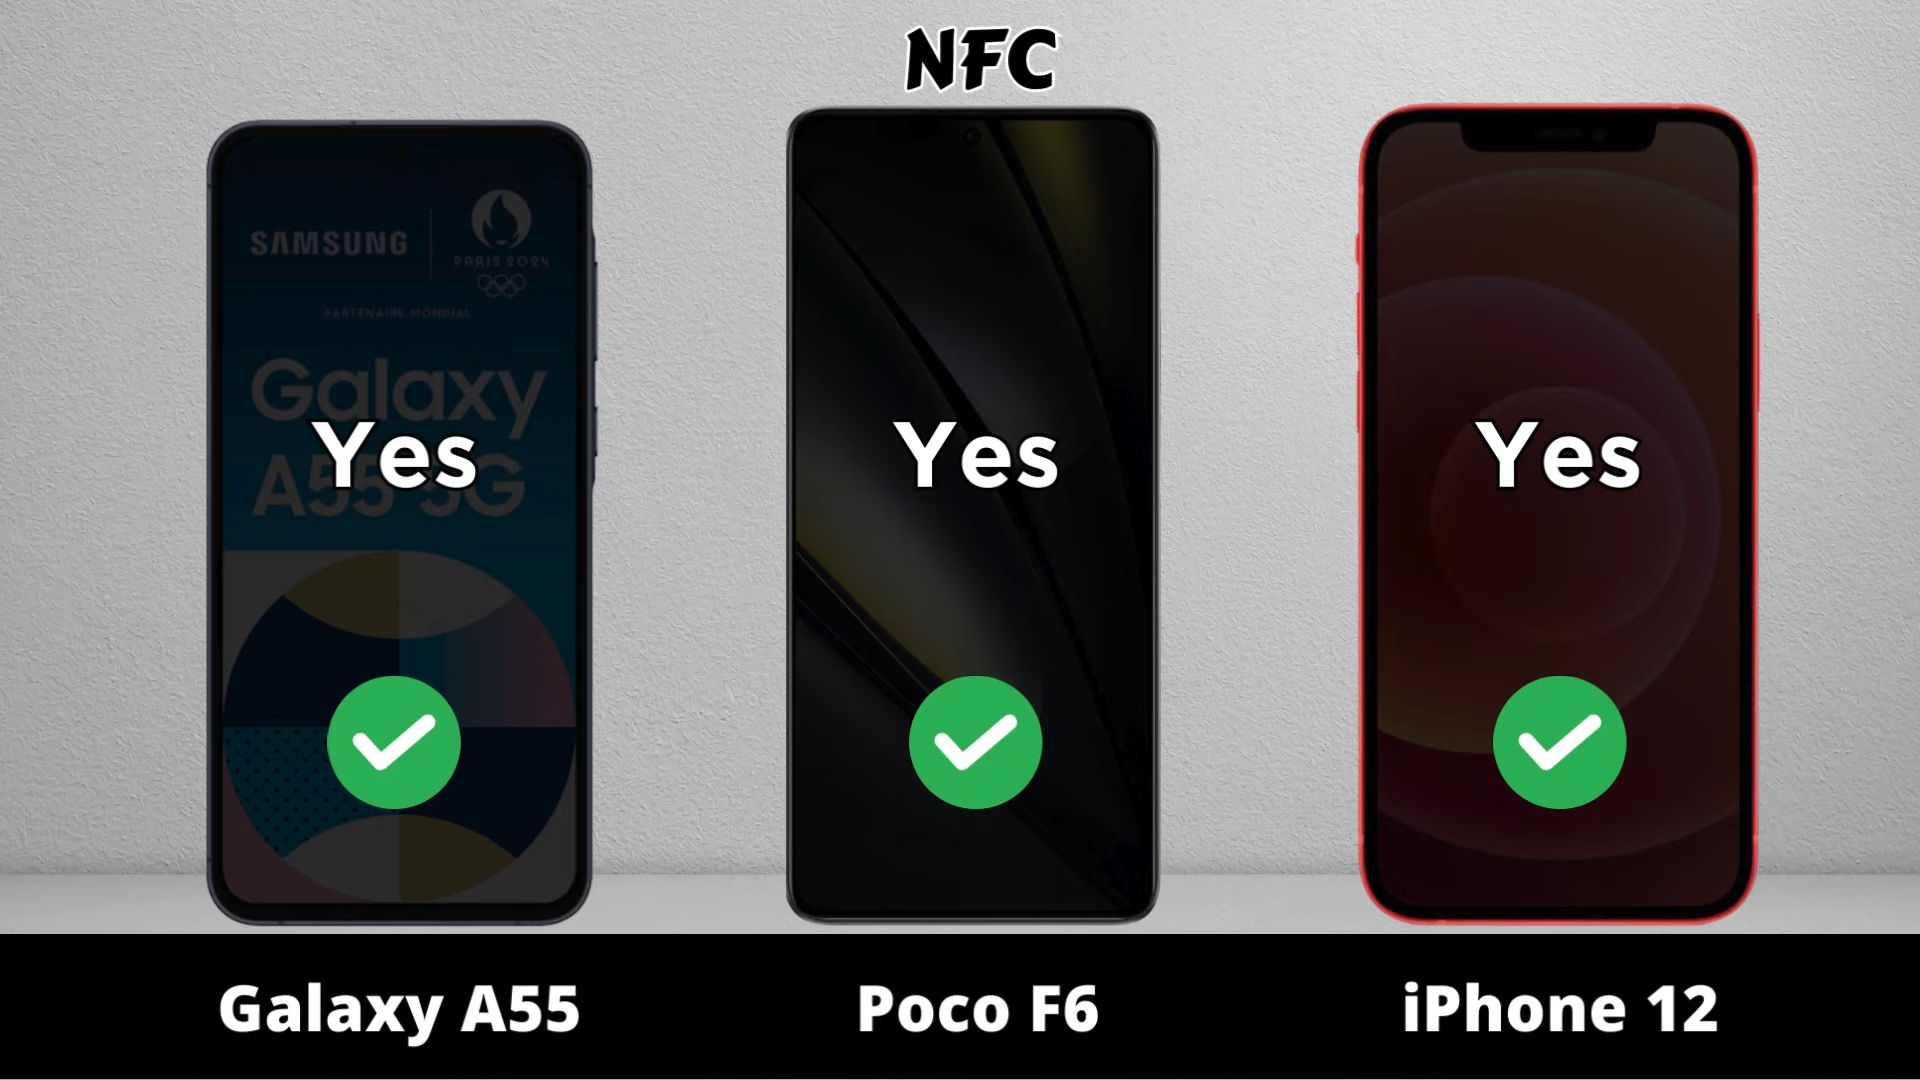 NFC
SAMSUNG
PARIS 2024
PARTENAIRE MONDIAL
Galaxy
A55 5G
Yes
Yes
Yes
Galaxy A55
Poco F6
iPhone 12